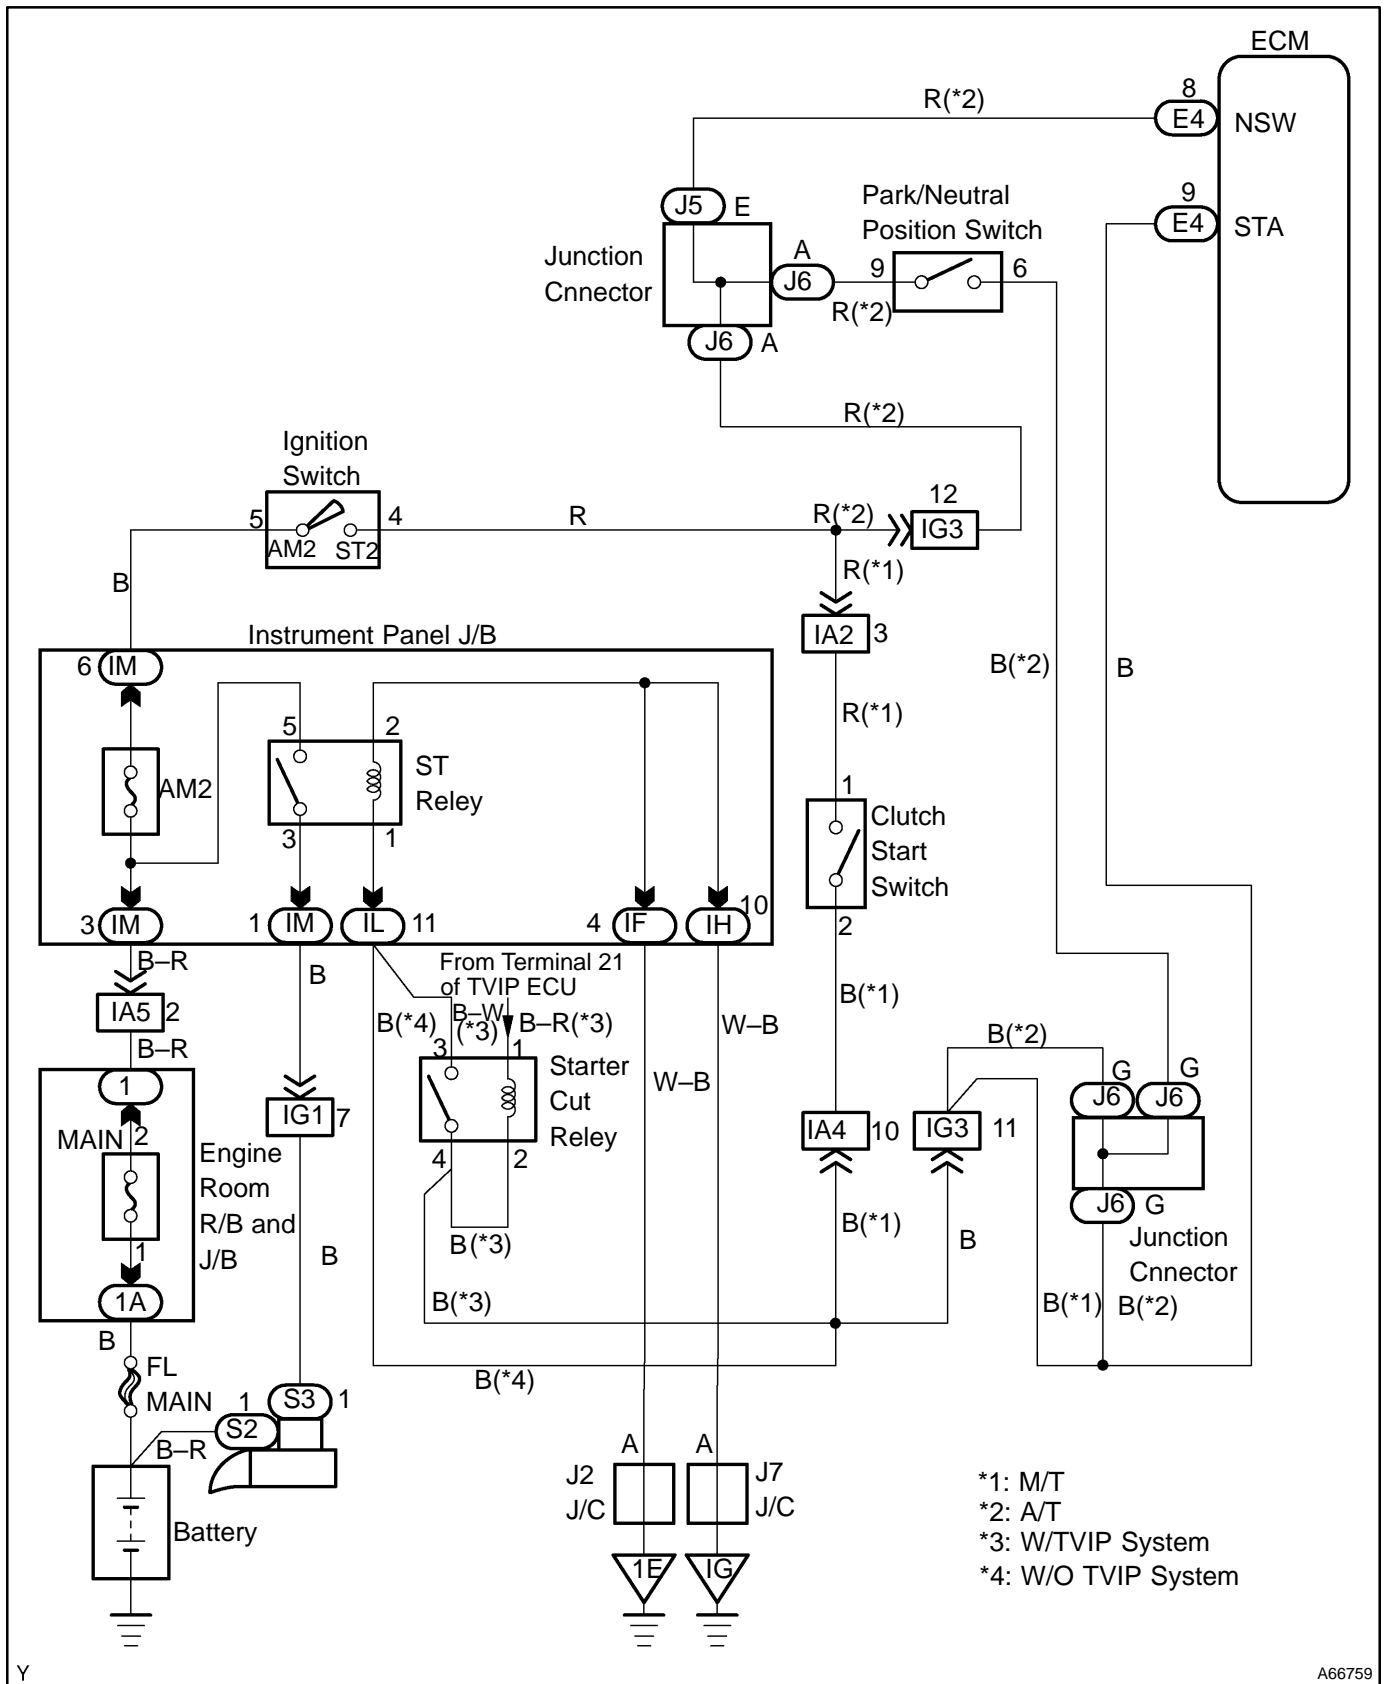 ECM
R(*2)
8
E4
NSW
Park/Neutral
Position Switch
9
E4
STA
J5
E
Junction
Cnnector
A
J6
9
6
R(*2)
J6
A
R(*2)
Ignition
Switch
5
4
AM2
ST2
R
R(*2)
12
IG3
B
R(*1)
IA2
3
Instrument Panel J/B
6
IM
B(*2)
B
R(*1)
5
2
AM2
ST
Reley
3
1
1
Clutch
Start
Switch
2
3
IM
1
IM
IL
11
4
IF
IH
10
B–R
B
From Terminal 21
of TVIP ECU
B–W
(*3)
B–R(*3)
B(*4)
B(*1)
W–B
IA5
2
B–R
3
1
Starter
Cut
Reley
W–B
B(*2)
G
G
J6
J6
1
IG1
7
IA4
10
IG3
11
MAIN
2
4
2
Engine
Room
R/B and
J/B
J6
G
B(*1)
B
B(*3)
B
1
Junction
Cnnector
1A
B(*3)
B(*1)
B(*2)
B
FL
MAIN
B(*4)
1
S3
1
S2
B–R
A
A
J2
J/C
J7
J/C
Battery
1E
IG
*1: M/T
*2: A/T
*3: W/TVIP System
*4: W/O TVIP System
Y
A66759